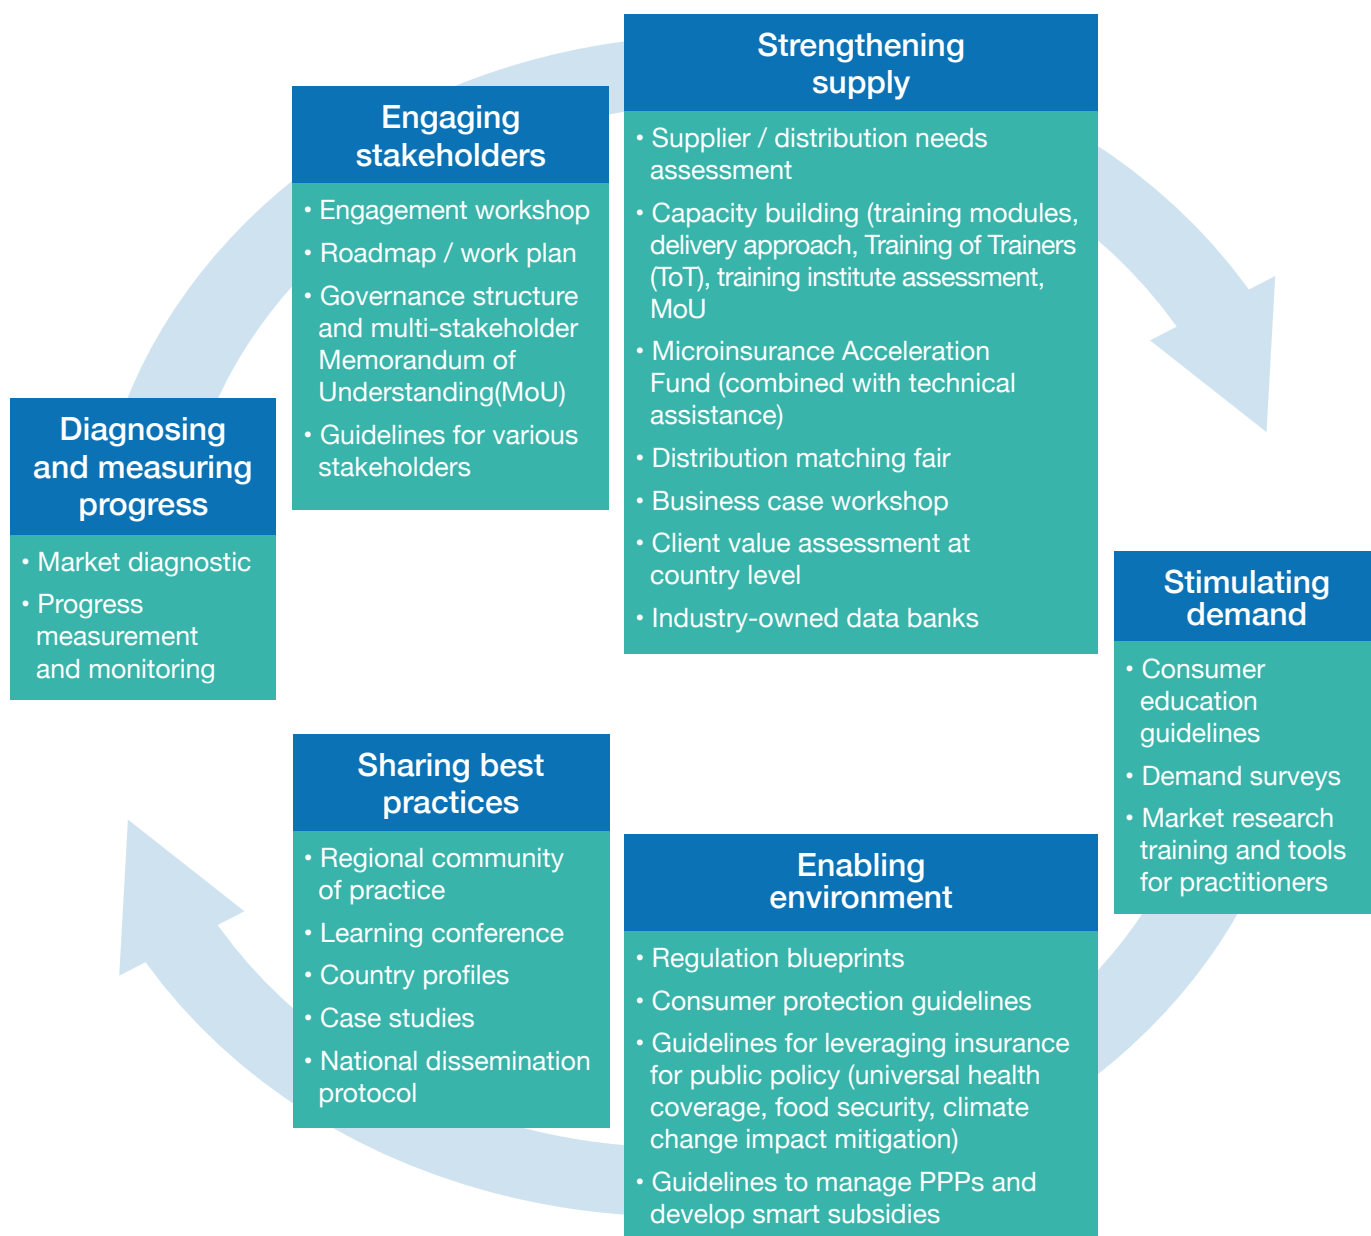 Diagnosing
and measuring
progress
• Market diagnostic
• Progress
measurement
and monitoring
Engaging
stakeholders
• Engagement workshop
• Roadmap / work plan
• Governance structure
and multi-stakeholder
Memorandum of
Understanding(MoU)
• Guidelines for various
stakeholders
Strengthening
supply
• Supplier / distribution needs
assessment
• Capacity building (training modules,
delivery approach, Training of Trainers
(ToT), training institute assessment,
MoU
• Microinsurance Acceleration
Fund (combined with technical
assistance)
• Distribution matching fair
• Business case workshop
• Client value assessment at
country level
• Industry-owned data banks
Stimulating
demand
• Consumer
education
guidelines
• Demand surveys
• Market research
training and tools
for practitioners
Enabling
environment
• Regulation blueprints
• Consumer protection guidelines
• Guidelines for leveraging insurance
for public policy (universal health
coverage, food security, climate
change impact mitigation)
• Guidelines to manage PPPs and
develop smart subsidies
Sharing best
practices
• Regional community
of practice
• Learning conference
• Country profiles
• Case studies
• National dissemination
protocol